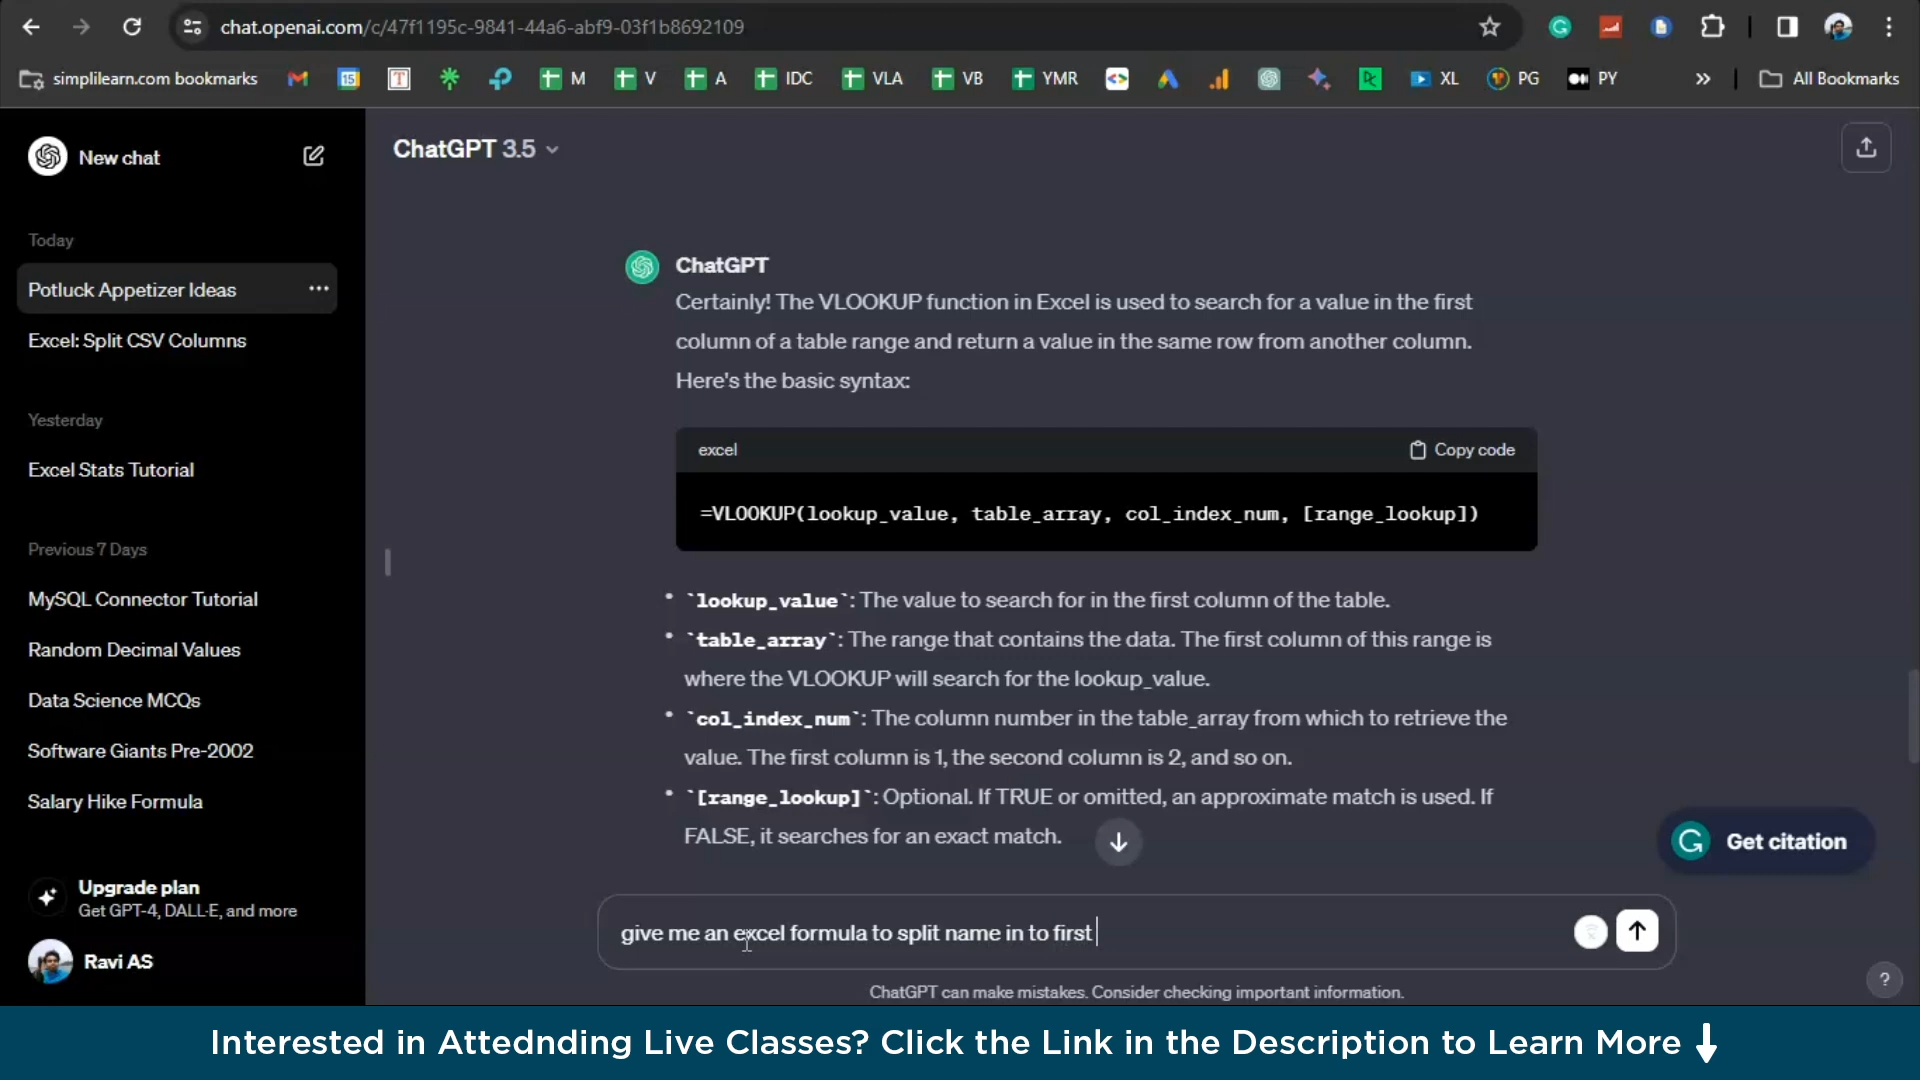 chat.openai.com/c/47f1195c-9841-44a6-abf9-03f1b8692109
simplilearn.com bookmarks
15
T
M
V
A
IDC
VLA
VB
YMR
XL
PG
PY
»
All Bookmarks
New chat
ChatGPT 3.5
Today
Potluck Appetizer Ideas
Excel: Split CSV Columns
Yesterday
Excel Stats Tutorial
Previous 7 Days
MySQL Connector Tutorial
Random Decimal Values
Data Science MCQs
Software Giants Pre-2002
Salary Hike Formula
Upgrade plan
Get GPT-4, DALL·E, and more
Ravi AS
ChatGPT
Certainly! The VLOOKUP function in Excel is used to search for a value in the first
column of a table range and return a value in the same row from another column.
Here's the basic syntax:
excel
Copy code
=VLOOKUP(lookup_value, table_array, col_index_num, [range_lookup])
• `lookup_value`: The value to search for in the first column of the table.
• `table_array`: The range that contains the data. The first column of this range is
where the VLOOKUP will search for the lookup_value.
• `col_index_num`: The column number in the table_array from which to retrieve the
value. The first column is 1, the second column is 2, and so on.
• `[range_lookup]`: Optional. If TRUE or omitted, an approximate match is used. If
FALSE, it searches for an exact match.
Get citation
give me an excel formula to split name in to first
ChatGPT can make mistakes. Consider checking important information.
?
Interested in Attednding Live Classes? Click the Link in the Description to Learn More